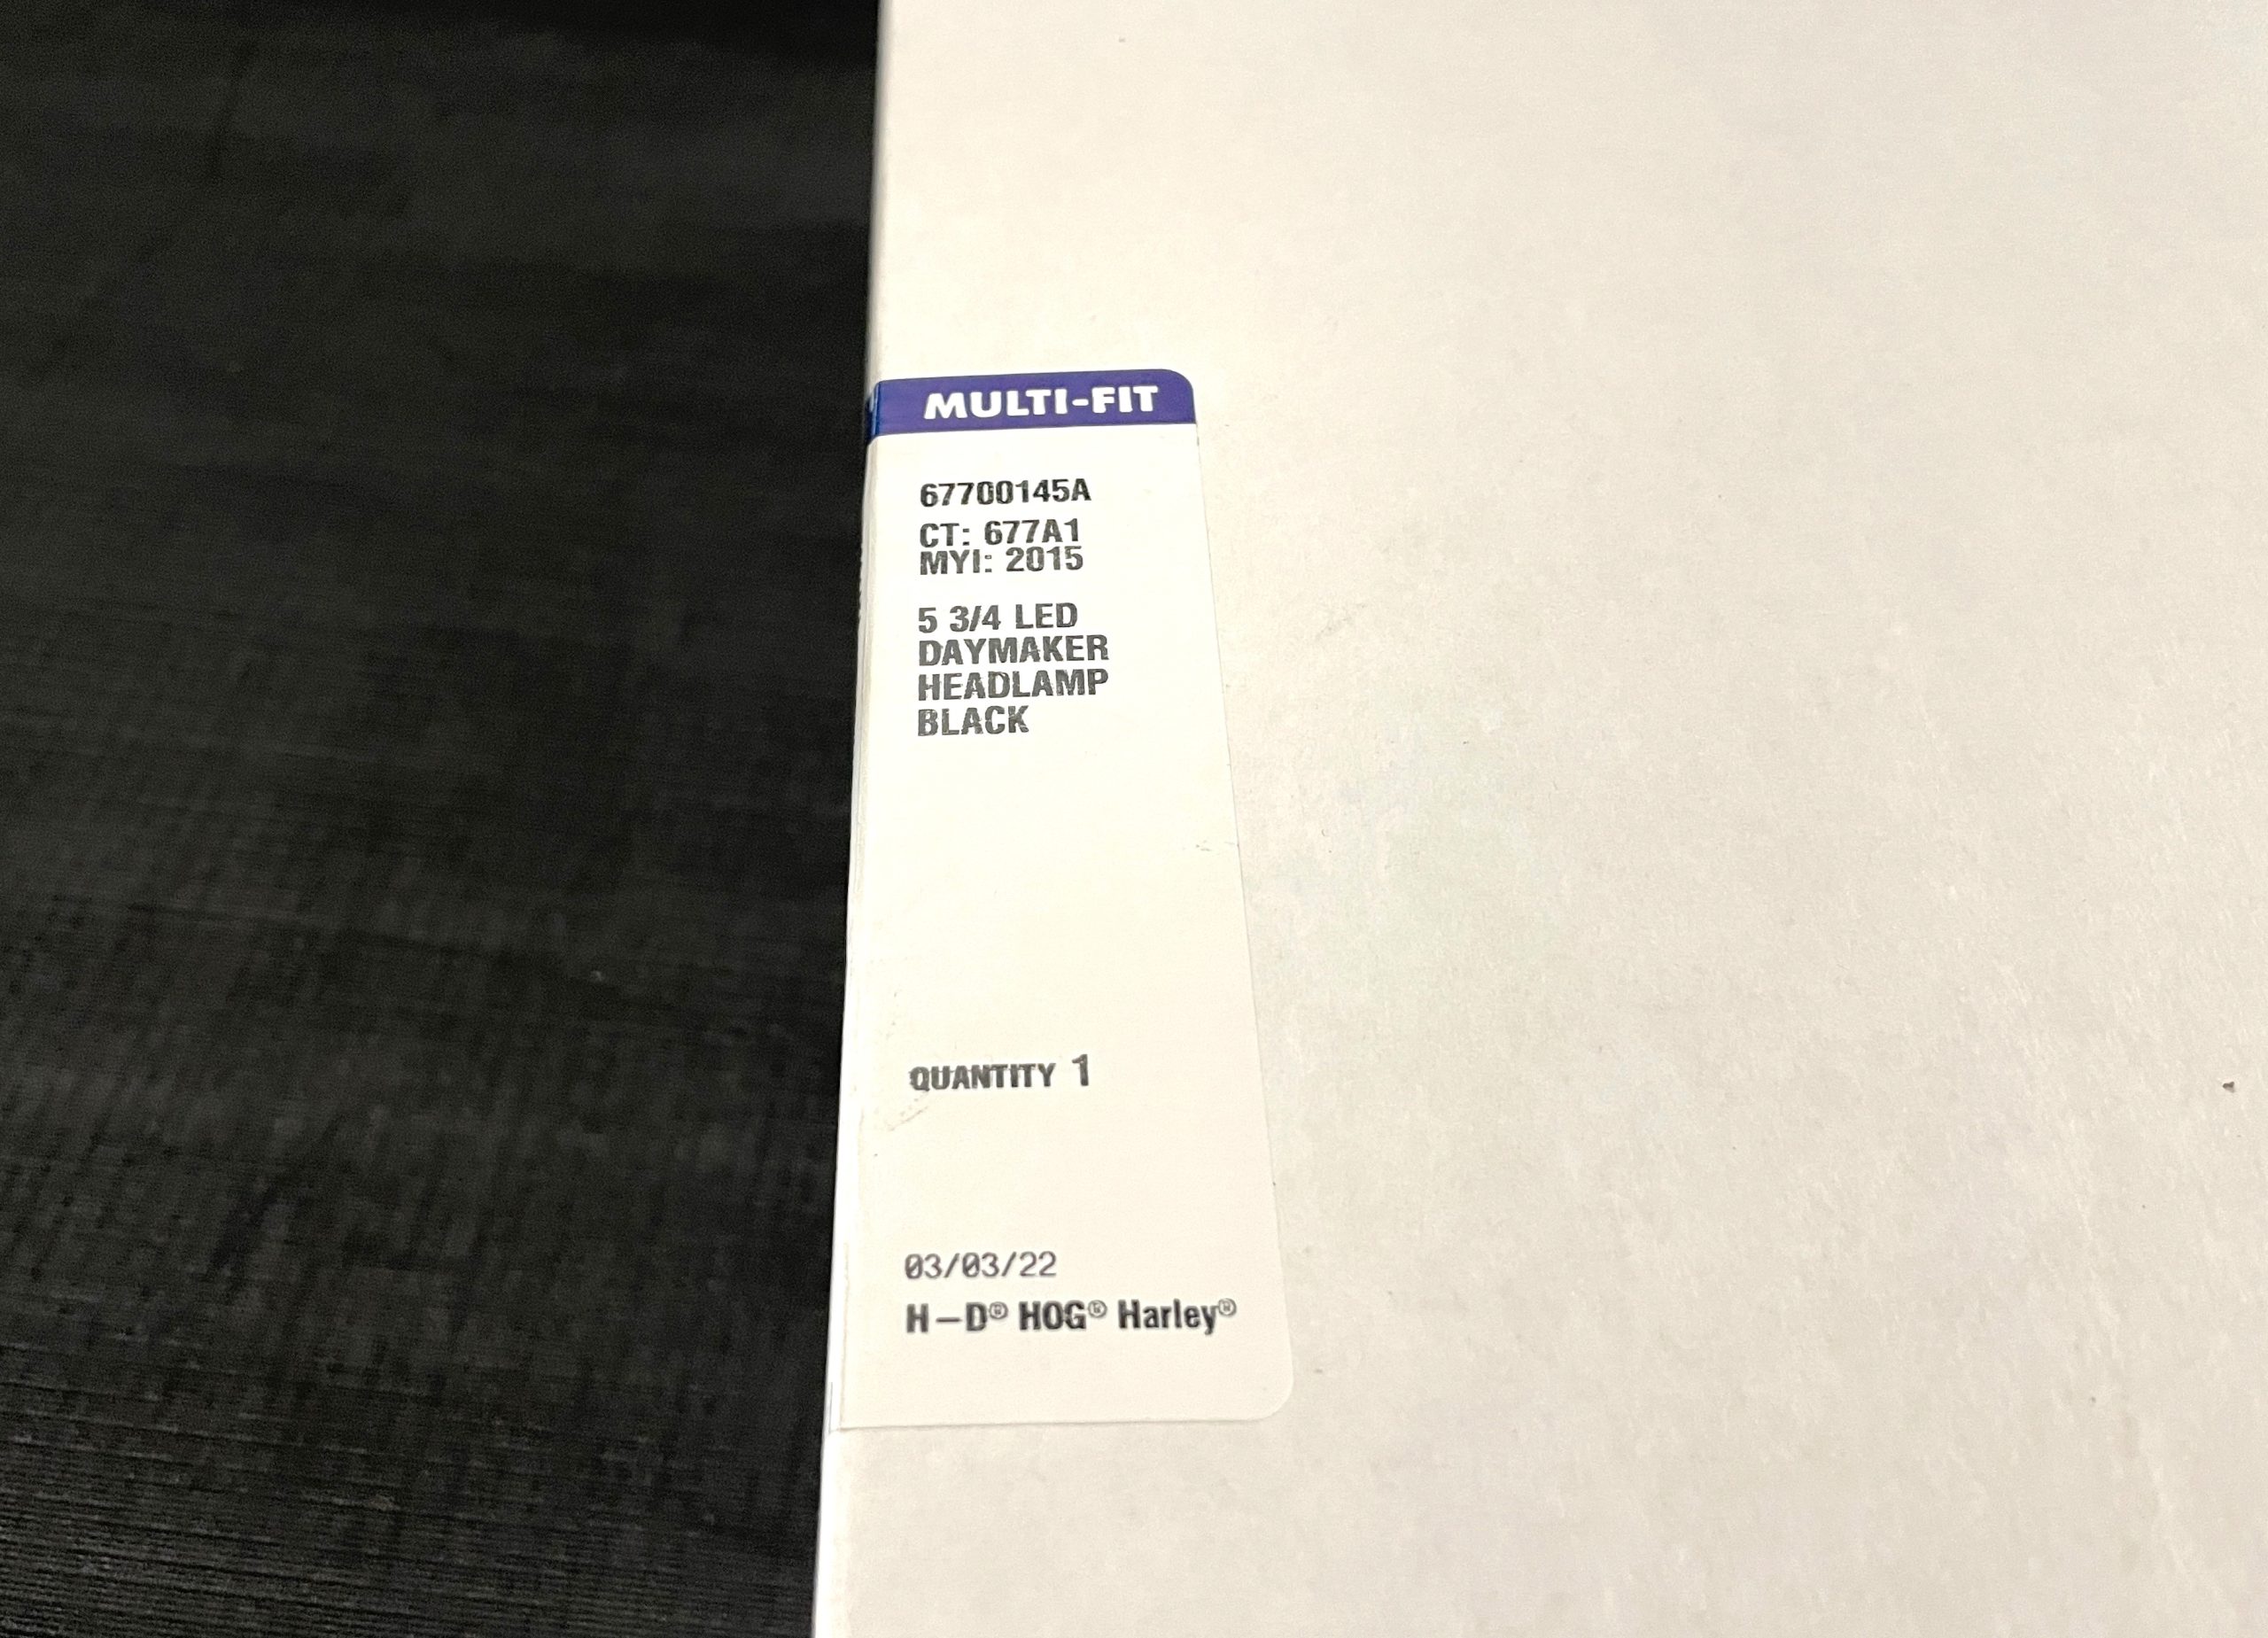 MULTI-FIT
67700145A
CT: 677A1
MYI: 2015
5 3/4 LED
DAYMAKER
HEADLAMP
BLACK
QUANTITY 1
03/03/22
H–D® HOG® Harley®